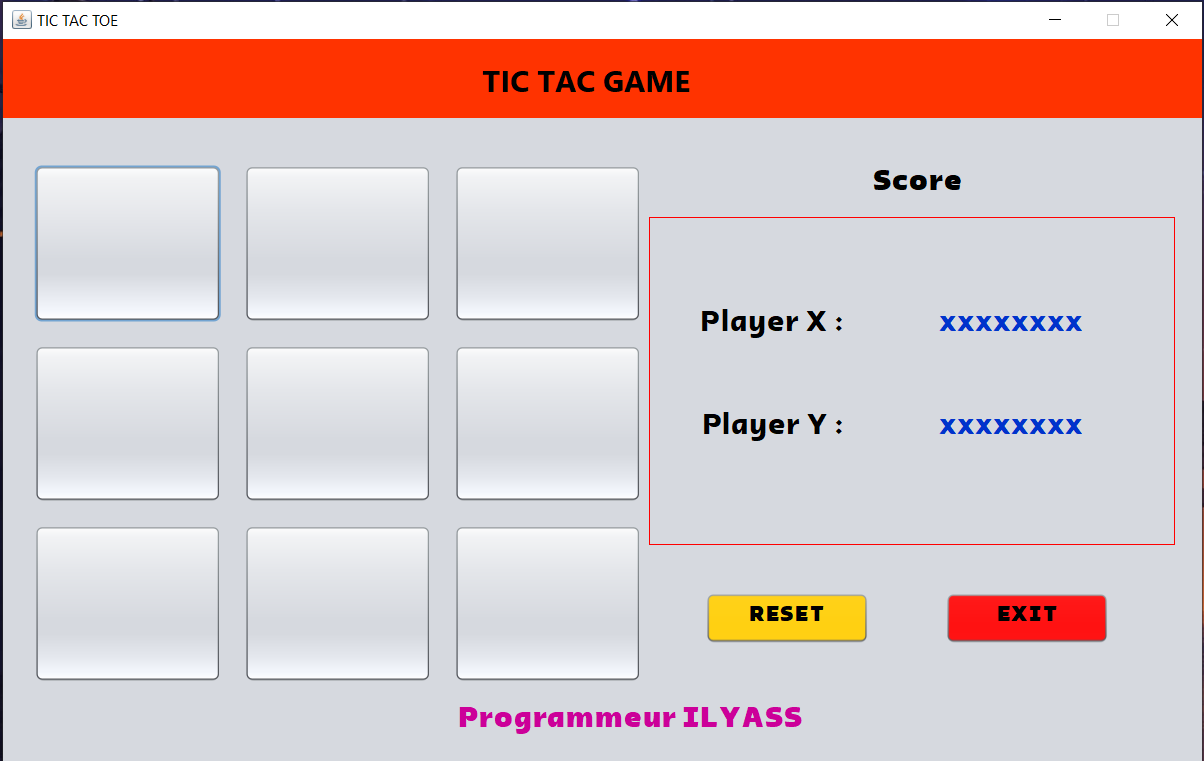 TIC TAC TOE
TIC TAC GAME
Score
Player X : xxxxxxxx
Player Y : xxxxxxxx
RESET EXIT
Programmeur ILYASS